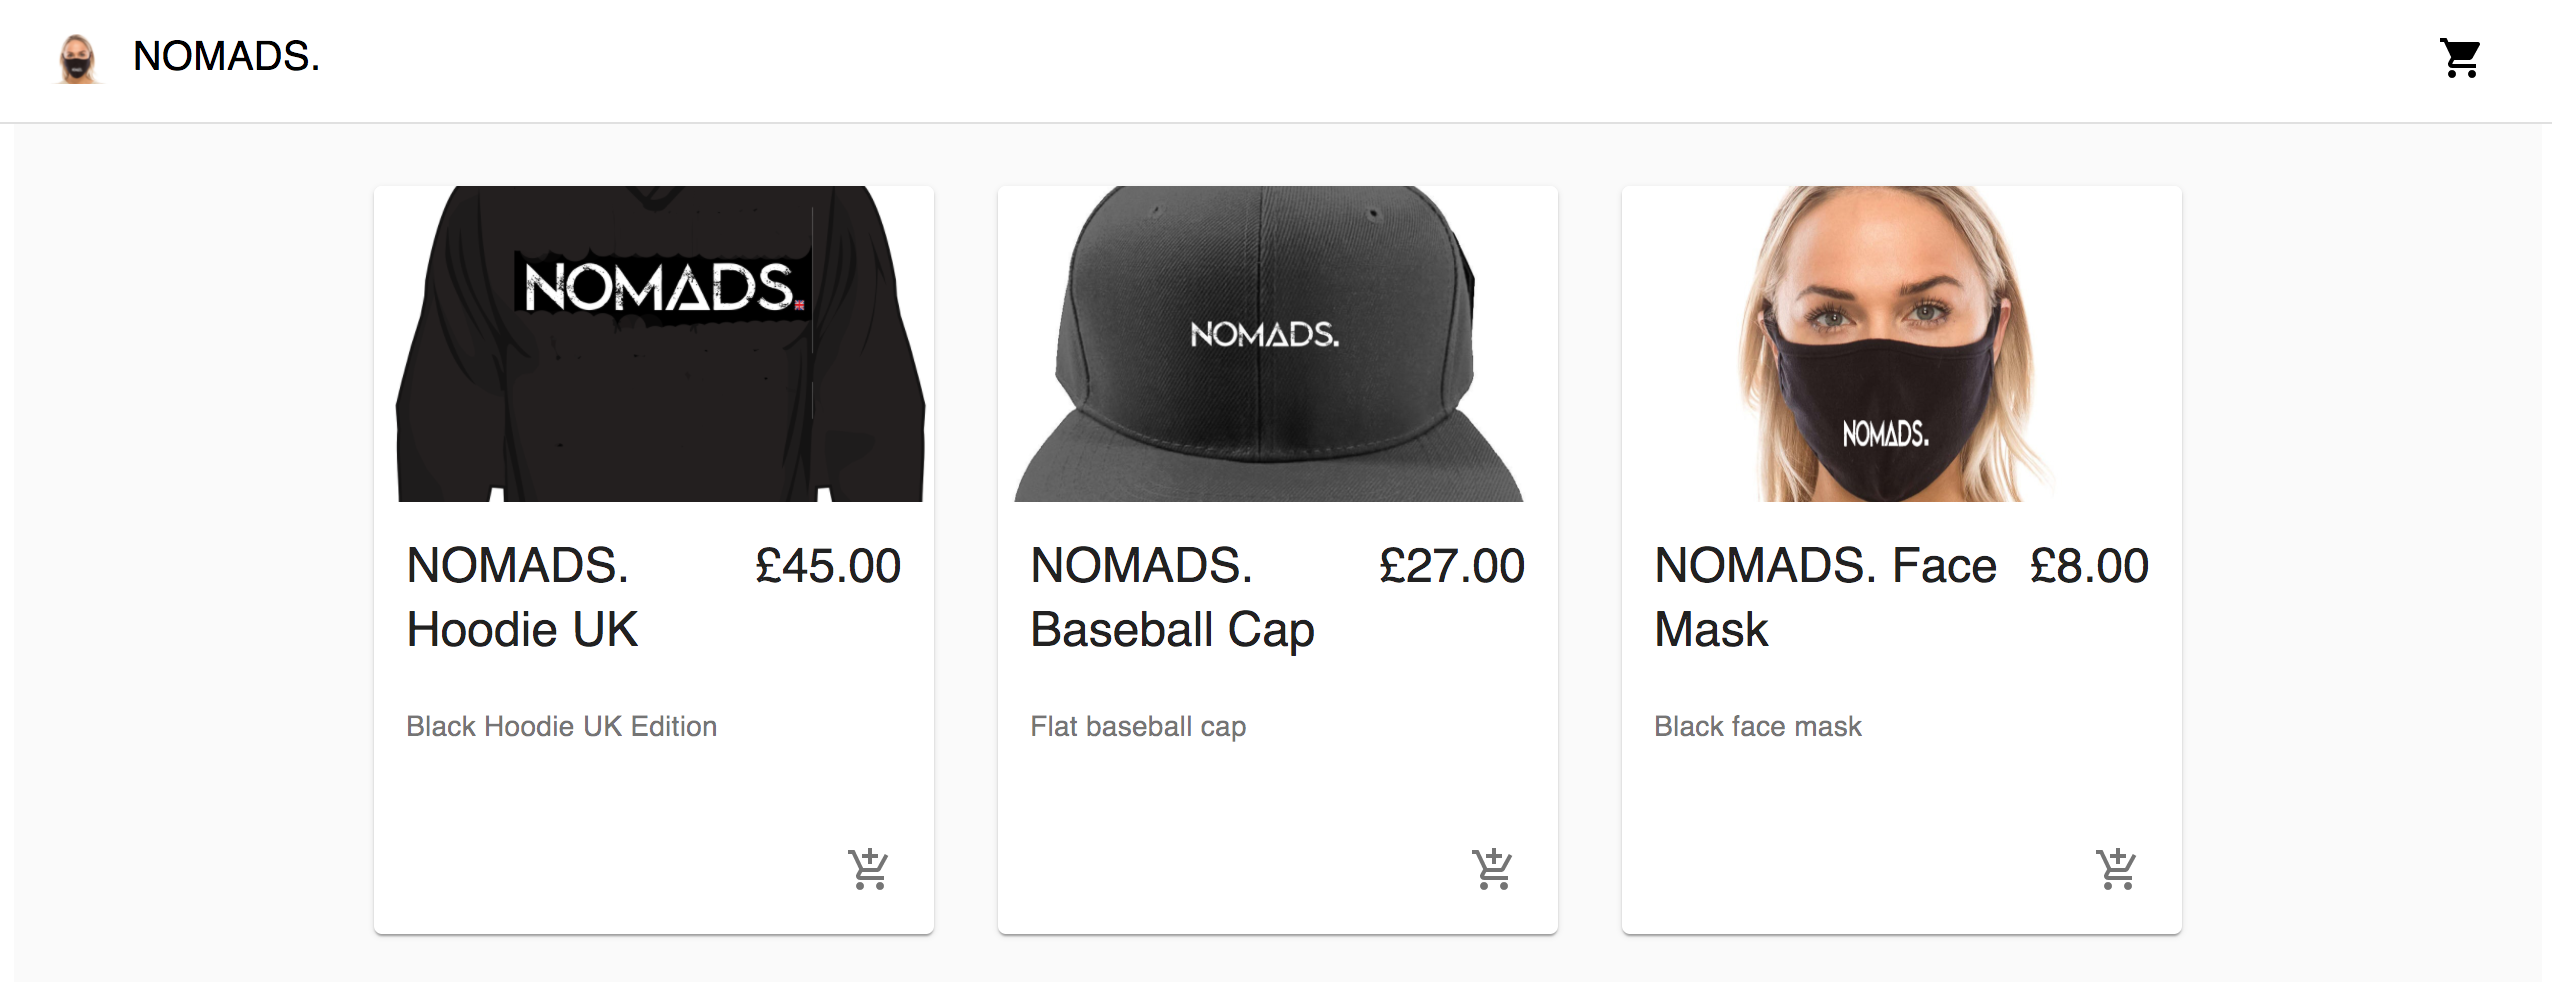 NOMADS.
NOMADS.
NOMADS.
NOMADS.
NOMADS. £45.00
Hoodie UK
Black Hoodie UK Edition
NOMADS. £27.00
Baseball Cap
Flat baseball cap
NOMADS. Face £8.00
Mask
Black face mask